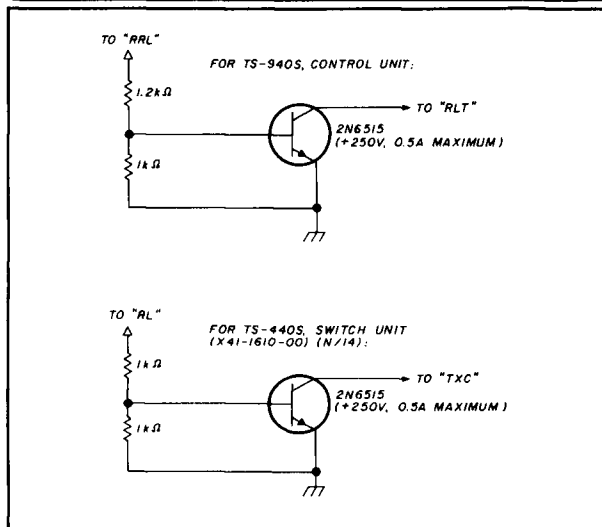 TO "RRL"
FOR TS-940S, CONTROL UNIT:
1.2kΩ
TO "RLT"
2N6515
(+250V, 0.5A MAXIMUM)
1kΩ
TO "RL"
FOR TS-440S, SWITCH UNIT
(X41-1610-00) (N/14):
1kΩ
TO "TXC"
2N6515
(+250V, 0.5A MAXIMUM)
1kΩ